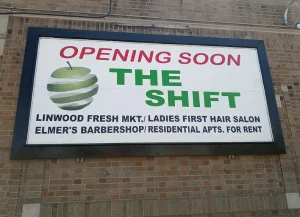 OPENING SOON
THE
SHIFT
LINWOOD FRESH MKT./ LADIES FIRST HAIR SALON
ELMER'S BARBERSHOP/ RESIDENTIAL APTS. FOR RENT